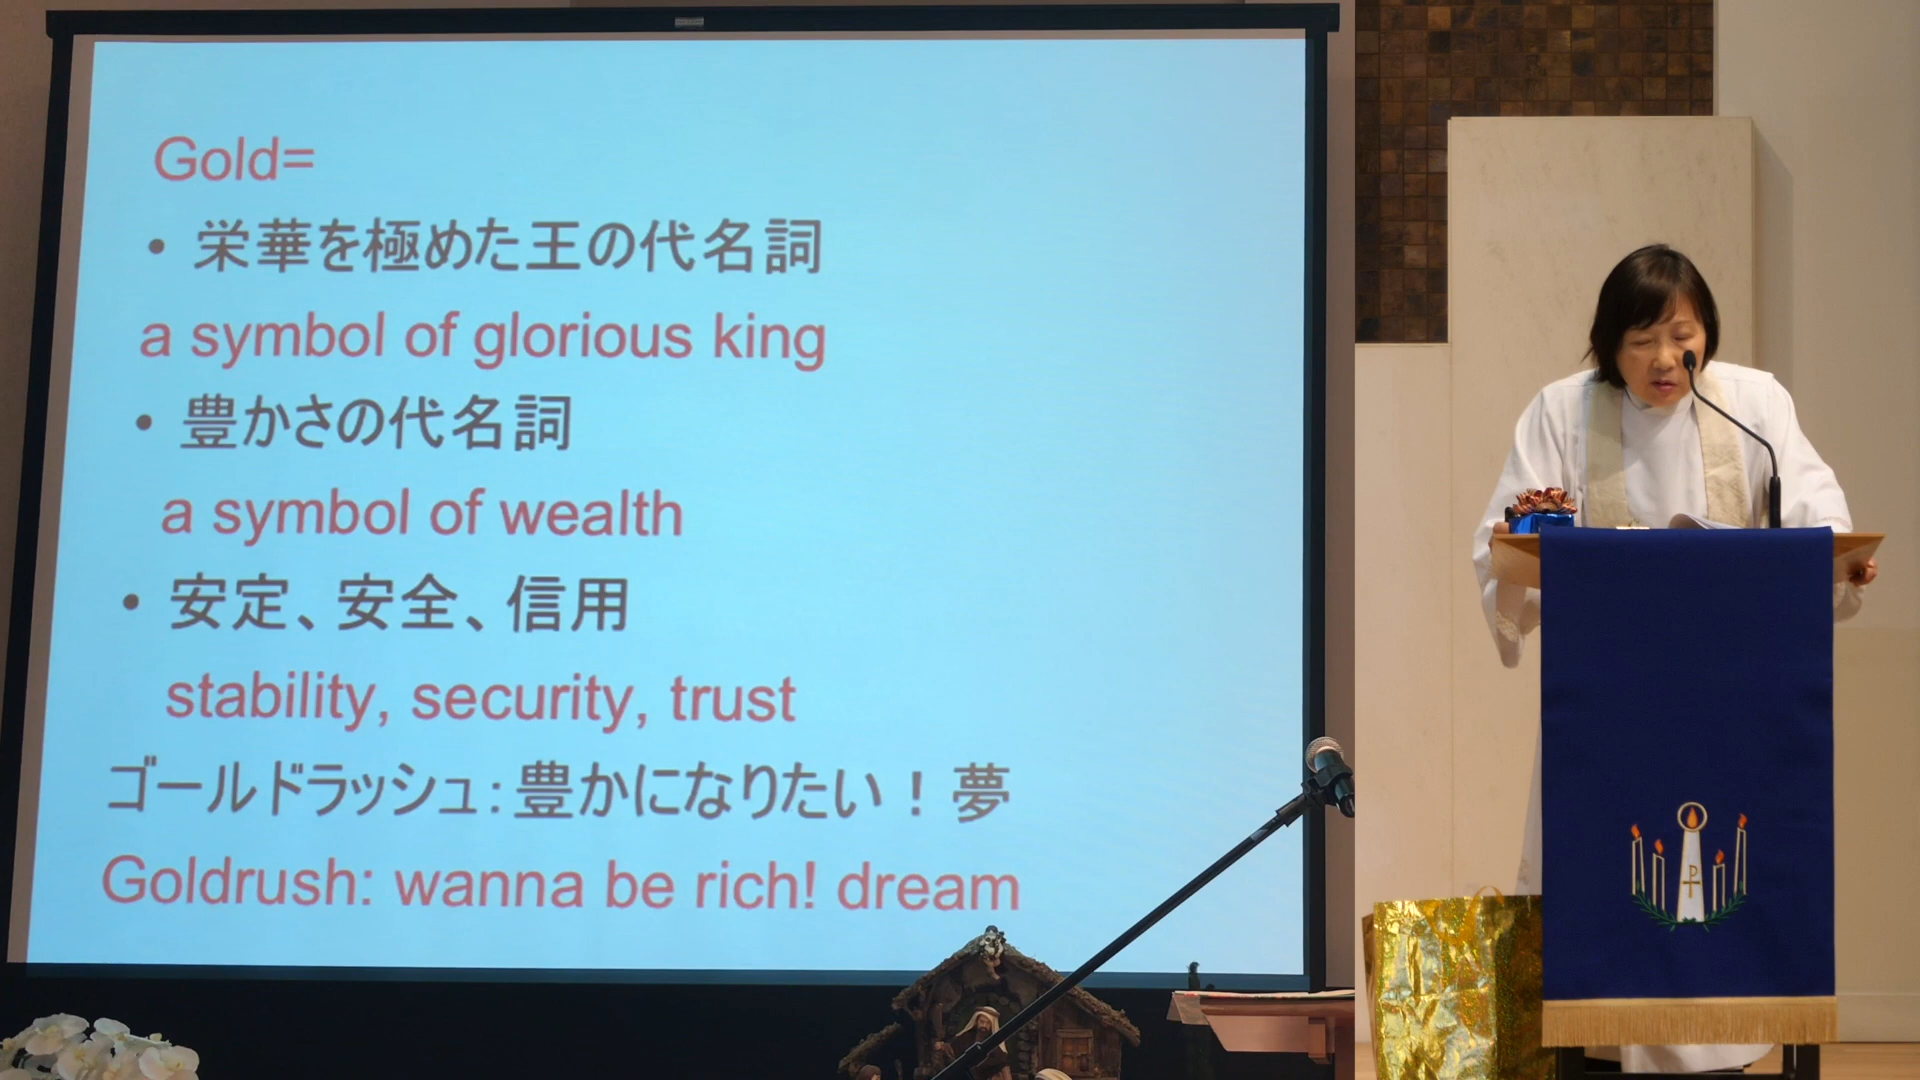 Gold=
• 栄華を極めた王の代名詞
a symbol of glorious king
• 豊かさの代名詞
a symbol of wealth
• 安定、安全、信用
stability, security, trust
ゴールドラッシュ：豊かになりたい！夢
Goldrush: wanna be rich! dream